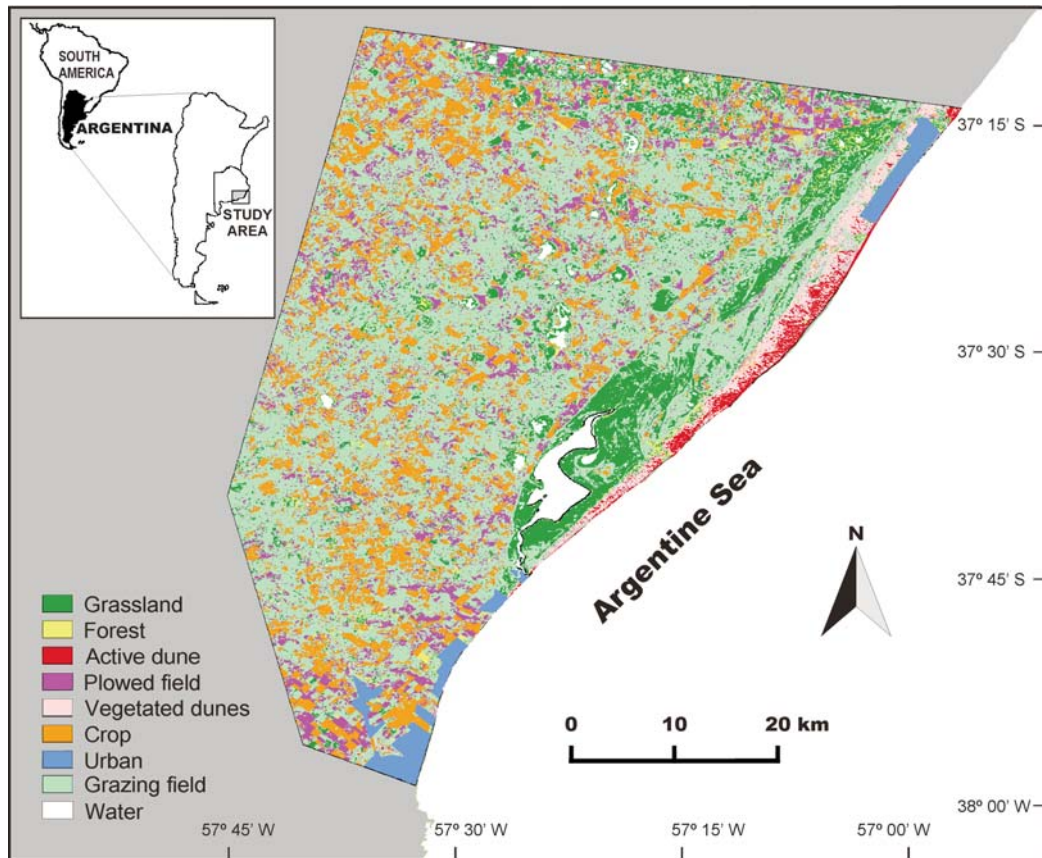 SOUTH
AMERICA
ARGENTINA
STUDY
AREA
37º 15' S
37º 30' S
Argentine Sea
N
37º 45' S
Grassland
Forest
Active dune
Plowed field
Vegetated dunes
Crop
Urban
Grazing field
Water
0 10 20 km
38º 00' W
57º 45' W 57º 30' W 57º 15' W 57º 00' W